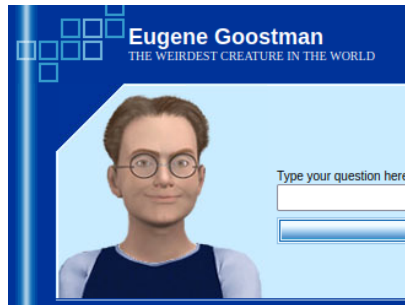 Eugene Goostman
THE WEIRDEST CREATURE IN THE WORLD
Type your question here